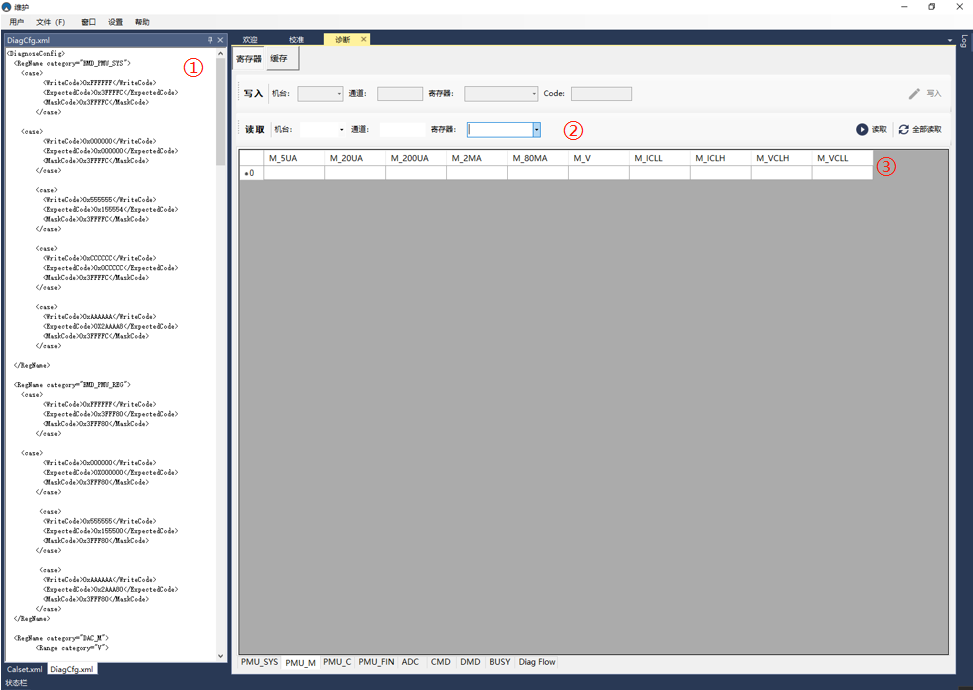 维护
用户 文件（F） 窗口 设置 帮助
DiagCfg.xml
<DiagnoseConfig>
<RegName category="BMD_PMW_SYS">
<case>
<WriteCode>0xFFFFFF</WriteCode>
<ExpectedCode>0x3FFFFC</ExpectedCode>
<MaskCode>0x3FFFFC</MaskCode>
</case>
<case>
<WriteCode>0x000000</WriteCode>
<ExpectedCode>0x000000</ExpectedCode>
<MaskCode>0x3FFFFC</MaskCode>
</case>
<case>
<WriteCode>0x555555</WriteCode>
<ExpectedCode>0x155554</ExpectedCode>
<MaskCode>0x3FFFFC</MaskCode>
</case>
<case>
<WriteCode>0xCCCCCC</WriteCode>
<ExpectedCode>0x0CCCCC</ExpectedCode>
<MaskCode>0x3FFFFC</MaskCode>
</case>
<case>
<WriteCode>0xAAAAAA</WriteCode>
<ExpectedCode>0X2AAAA8</ExpectedCode>
<MaskCode>0x3FFFFC</MaskCode>
</case>
</RegName>
<RegName category="BMD_PMW_REG">
<case>
<WriteCode>0xFFFFFF</WriteCode>
<ExpectedCode>0x3FFF80</ExpectedCode>
<MaskCode>0x3FFF80</MaskCode>
</case>
<case>
<WriteCode>0x000000</WriteCode>
<ExpectedCode>0X000000</ExpectedCode>
<MaskCode>0x3FFF80</MaskCode>
</case>
<case>
<WriteCode>0x555555</WriteCode>
<ExpectedCode>0x155500</ExpectedCode>
<MaskCode>0x3FFF80</MaskCode>
</case>
<case>
<WriteCode>0xAAAAAA</WriteCode>
<ExpectedCode>0x2AAA80</ExpectedCode>
<MaskCode>0x3FFF80</MaskCode>
</case>
</RegName>
<RegName category="DAC_M">
<Range category="V">
Calset.xml DiagCfg.xml
状态栏
①
欢迎 校准 诊断
寄存器 缓存
写入 机台: 通道: 寄存器: Code: 写入
读取 机台: 通道: 寄存器: ② 读取 全部读取
M_5UA M_20UA M_200UA M_2MA M_80MA M_V M_ICLL M_ICLH M_VCLH M_VCLL
0
③
PMU_SYS PMU_M PMU_C PMU_FIN ADC CMD DMD BUSY Diag Flow
Log